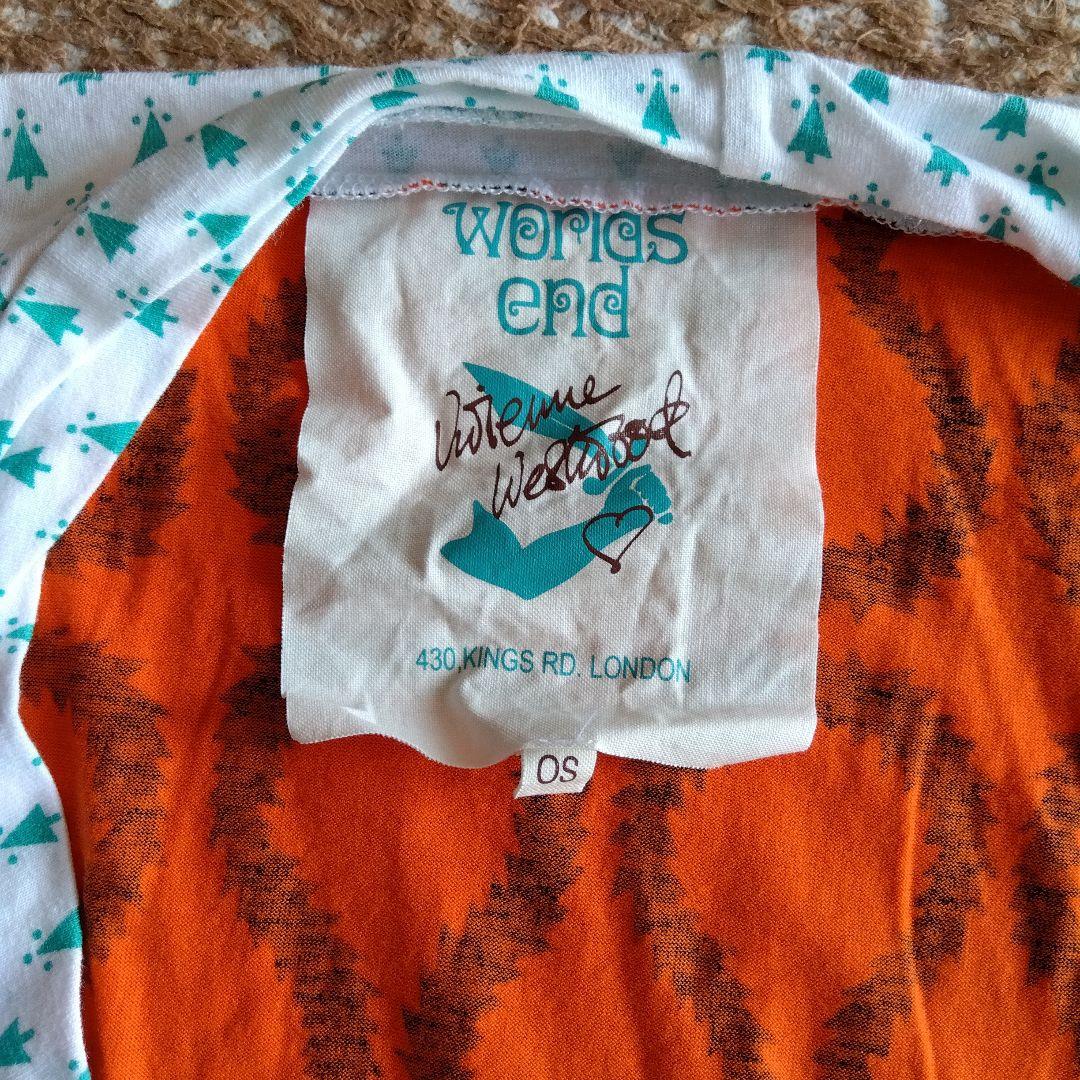 worlds
end
Vivienne
Westwood
430,KINGS RD. LONDON
OS